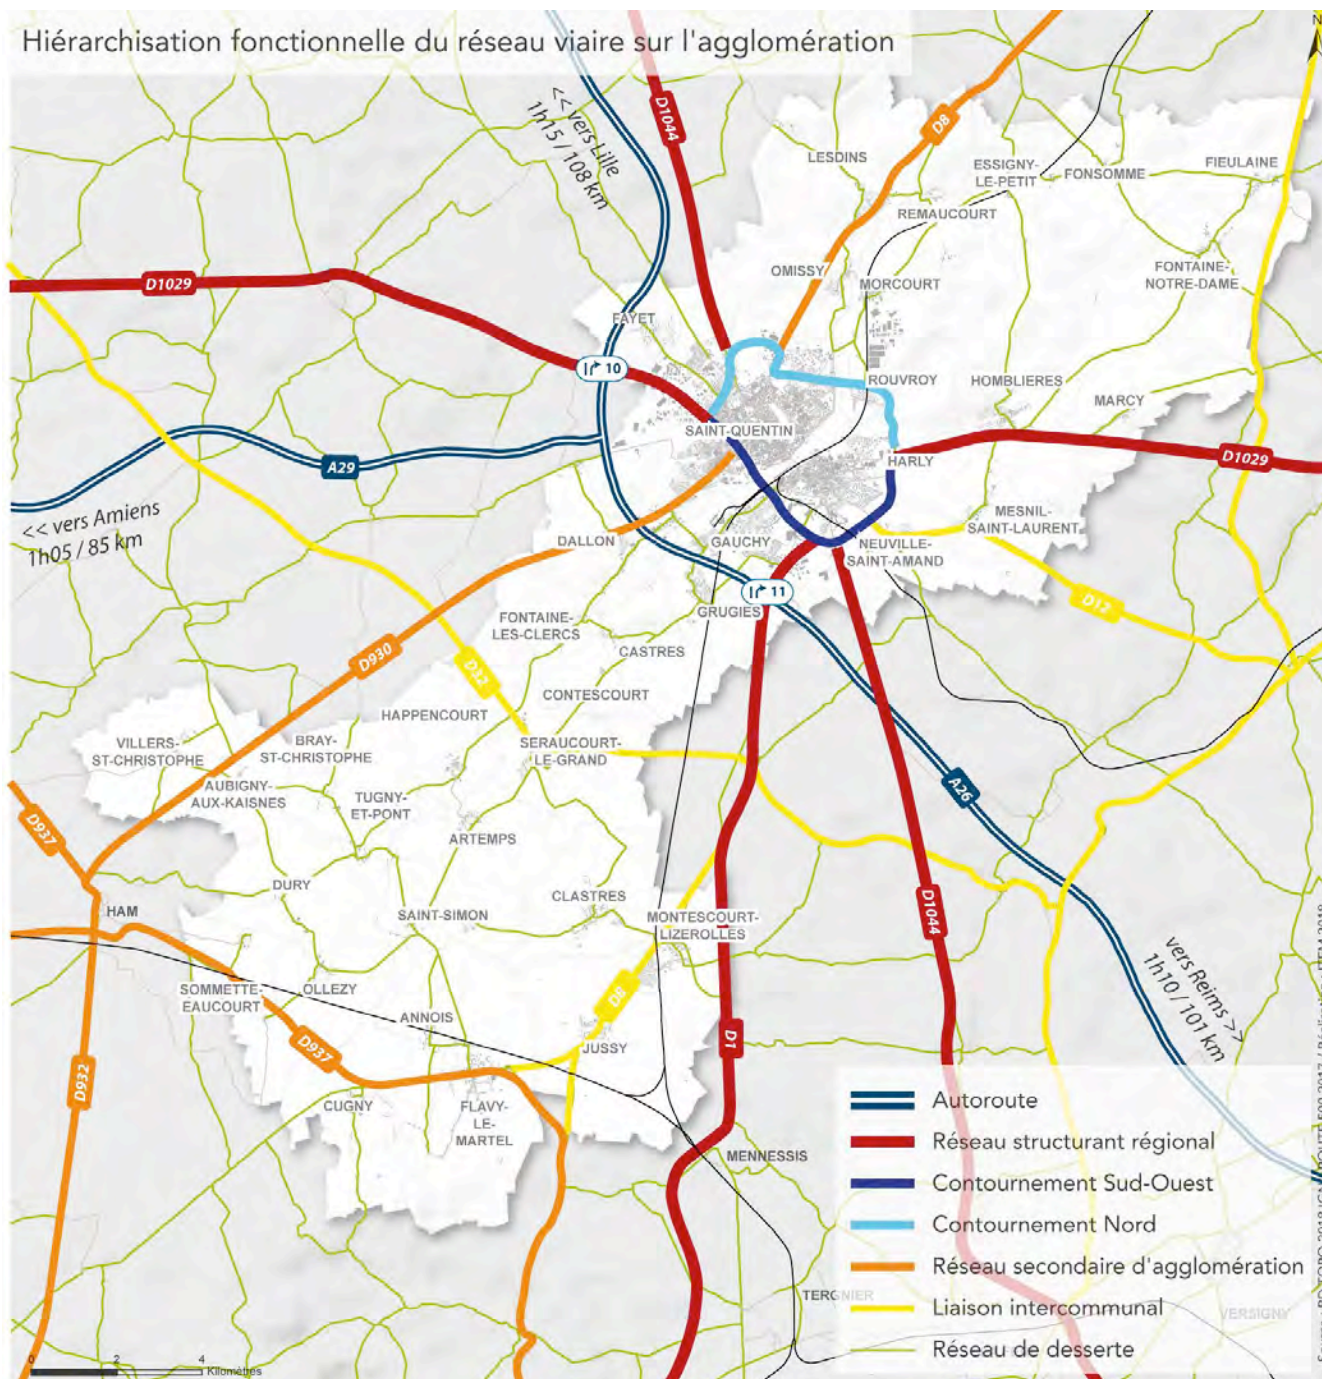 Hiérarchisation fonctionnelle du réseau viaire sur l'agglomération
N
<< vers Lille
1h15 / 108 km
D1044
D8
LESDINS
ESSIGNY-
LE-PETIT
FONSOMME
FIEULAINE
REMAUCOURT
OMISSY
MORCOURT
FONTAINE-
NOTRE-DAME
D1029
FAYET
10
ROUVROY
HOMBLIERES
MARCY
SAINT-QUENTIN
HARLY
D1029
A29
<< vers Amiens
1h05 / 85 km
MESNIL-
SAINT-LAURENT
DALLON
GAUCHY
NEUVILLE-
SAINT-AMAND
11
D12
GRUGIES
FONTAINE-
LES-CLERCS
CASTRES
D930
D32
CONTESCOURT
HAPPENCOURT
VILLERS-
ST-CHRISTOPHE
BRAY-
ST-CHRISTOPHE
SERAUCOURT-
LE-GRAND
AUBIGNY-
AUX-KAISNES
TUGNY-
ET-PONT
A26
D937
ARTEMPS
DURY
CLASTRES
HAM
SAINT-SIMON
MONTESCOURT-
LIZEROLLES
D1044
vers Reims >>
1h10 / 101 km
SOMMETTE-
EAUCOURT
OLLEZY
D8
ANNOIS
JUSSY
D1
D937
D932
CUGNY
FLAVY-
LE-
MARTEL
MENNESSIS
TERGNIER
VERSIGNY
Autoroute
Réseau structurant régional
Contournement Sud-Ouest
Contournement Nord
Réseau secondaire d'agglomération
Liaison intercommunal
Réseau de desserte
0 2 4
Kilomètres